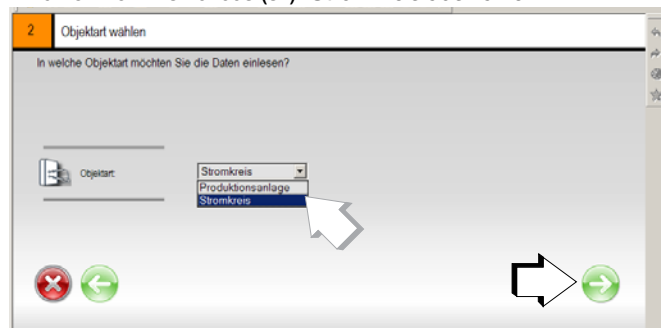 2 Objektart wählen
In welche Objektart möchten Sie die Daten einlesen?
Objektart:
Stromkreis
Produktionsanlage
Stromkreis